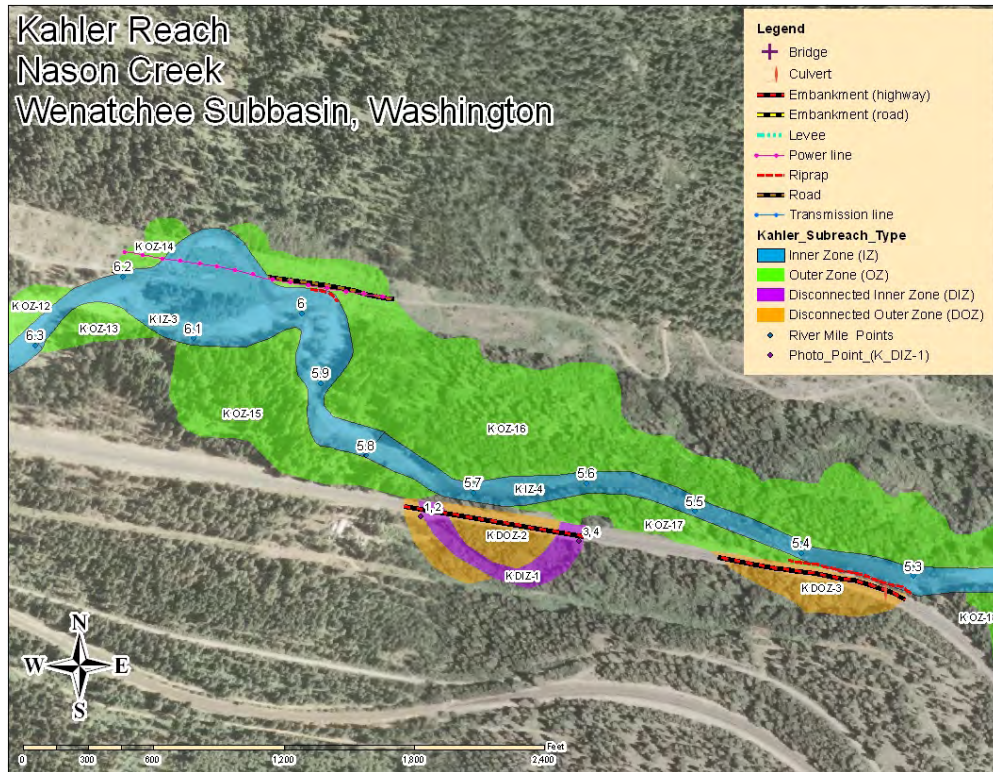 Kahler Reach
Nason Creek
Wenatchee Subbasin, Washington
Legend
Bridge
Culvert
Embankment (highway)
Embankment (road)
Levee
Power line
Riprap
Road
Transmission line
Kahler_Subreach_Type
Inner Zone (IZ)
Outer Zone (OZ)
Disconnected Inner Zone (DIZ)
Disconnected Outer Zone (DOZ)
River Mile Points
Photo_Point_(K_DIZ-1)
K OZ-14
6.2
K OZ-12
K OZ-13
K IZ-3
6.1
6
6.3
5.9
K OZ-15
K OZ-16
5.8
5.7
5.6
K IZ-4
5.5
1,2
K OZ-17
3,4
K DOZ-2
5.4
5.3
K DIZ-1
K DOZ-3
N
W E
S
Feet
0 300 600 1,200 1,800 2,400